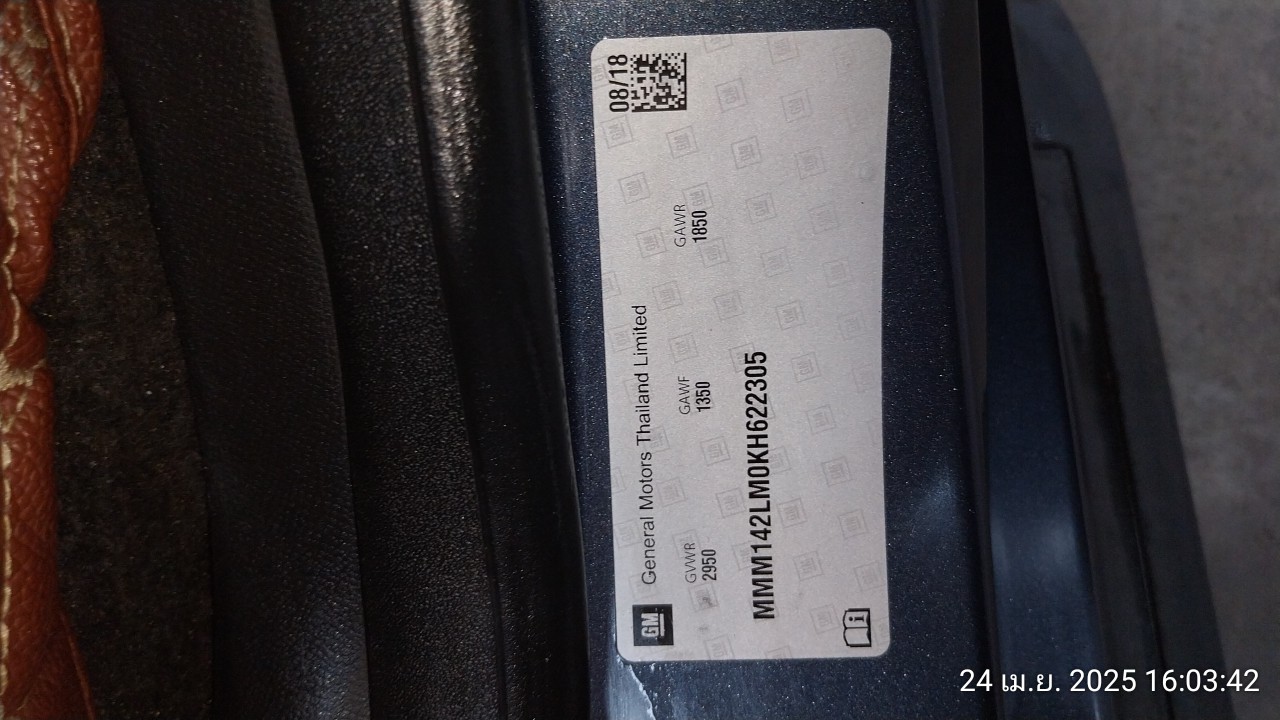 GM
General Motors Thailand Limited
08/18
GVWR
2950
GAWF
1350
GAWR
1850
MMM142LM0KH622305
24 เม.ย. 2025 16:03:42